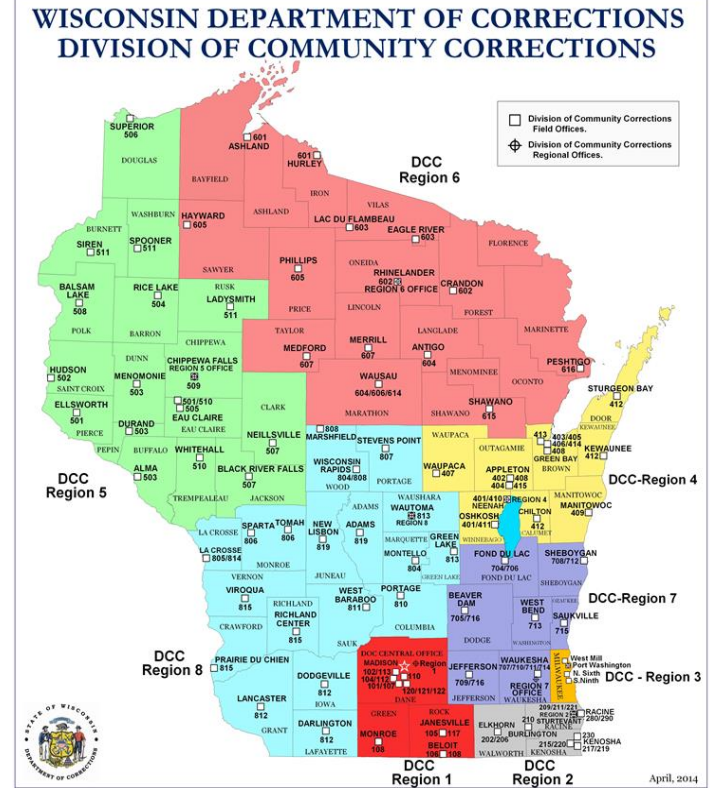 WISCONSIN DEPARTMENT OF CORRECTIONS
DIVISION OF COMMUNITY CORRECTIONS
Division of Community Corrections
Field Offices.
Division of Community Corrections
Regional Offices.
DCC
Region 6
SUPERIOR
506
DOUGLAS
601
ASHLAND
601
HURLEY
BAYFIELD
IRON
VILAS
ASHLAND
WASHBURN
HAYWARD
605
LAC DU FLAMBEAU
603
EAGLE RIVER
603
FLORENCE
BURNETT
SIREN
511
SPOONER
511
SAYWER
PHILLIPS
605
ONEIDA
RHINELANDER
602
REGION 6 OFFICE
CRANDON
602
BALSAM
LAKE
508
RICE LAKE
504
RUSK
LADYSMITH
511
PRICE
LINCOLN
FOREST
POLK
BARRON
TAYLOR
LANGLADE
MARINETTE
CHIPPEWA
MEDFORD
607
MERRILL
607
ANTIGO
604
DUNN
CHIPPEWA FALLS
REGION 5 OFFICE
509
HUDSON
502
SAINT CROIX
MENOMONIE
503
WAUSAU
604/606/614
MENOMINEE
OCONTO
PESHTIGO
616
STURGEON BAY
412
ELLSWORTH
501
PIERCE
501/510
505
EAU CLAIRE
EAU CLAIRE
CLARK
MARATHON
SHAWANO
SHAWANO
615
DOOR
KEWAUNEE
DURAND
503
PEPIN
BUFFALO
WHITEHALL
510
NEILLSVILLE
507
808
MARSHFIELD
STEVENS POINT
807
WAUPACA
WAUPACA
407
OUTAGAMIE
413
403/405
406/414
408
GREEN BAY
BROWN
KEWAUNEE
412
ALMA
503
BLACK RIVER FALLS
507
WISCONSIN
RAPIDS
804/808
WOOD
PORTAGE
APPLETON
402 408
404 415
DCC
Region 5
TREMPEALEAU
JACKSON
DCC-Region 4
ADAMS
WAUSHARA
WAUTOMA
813
REGION 8
401/410
REGION 4
NEENAH
OSHKOSH
401/411
WINNEBAGO
CHILTON
412
CALUMET
MANITOWOC
MANITOWOC
409
LA CROSSE
SPARTA
806
TOMAH
806
NEW
LISBON
819
ADAMS
819
MARQUETTE
GREEN
LAKE
813
LA CROSSE
805/814
MONROE
MONTELLO
804
GREEN LAKE
FOND DU LAC
704/706
FOND DU LAC
SHEBOYGAN
708/712
SHEBOYGAN
VERNON
JUNEAU
VIROQUA
815
WEST
BARABOO
811
PORTAGE
810
BEAVER
DAM
705/716
WEST
BEND
713
SAUKVILLE
715
DCC-Region 7
RICHLAND
RICHLAND
CENTER
815
CRAWFORD
COLUMBIA
SAUK
DODGE
WASHINGTON
DCC
Region 8
PRAIRIE DU CHIEN
815
DOC CENTRAL OFFICE
MADISON
Region 1
102/113
104/112
101/107
110
120/121/122
DANE
JEFFERSON
709/716
JEFFERSON
WAUKESHA
707/710/711/714
REGION 7
OFFICE
WAUKESHA
MILWAUKEE
West Mill
Port Washington
N. Sixth
S.Ninth
DCC - Region 3
DODGEVILLE
812
IOWA
LANCASTER
812
GRANT
DARLINGTON
812
LAFAYETTE
GREEN
MONROE
108
ROCK
JANESVILLE
105 117
BELOIT
106 108
ELKHORN
202/206
WALWORTH
209/211/221
REGION 2
STURTEVANT
210
BURLINGTON
RACINE
RACINE
280/290
215/220
KENOSHA
230
KENOSHA
217/219
DCC
Region 1
DCC
Region 2
STATE OF WISCONSIN
DEPARTMENT OF CORRECTIONS
April, 2014